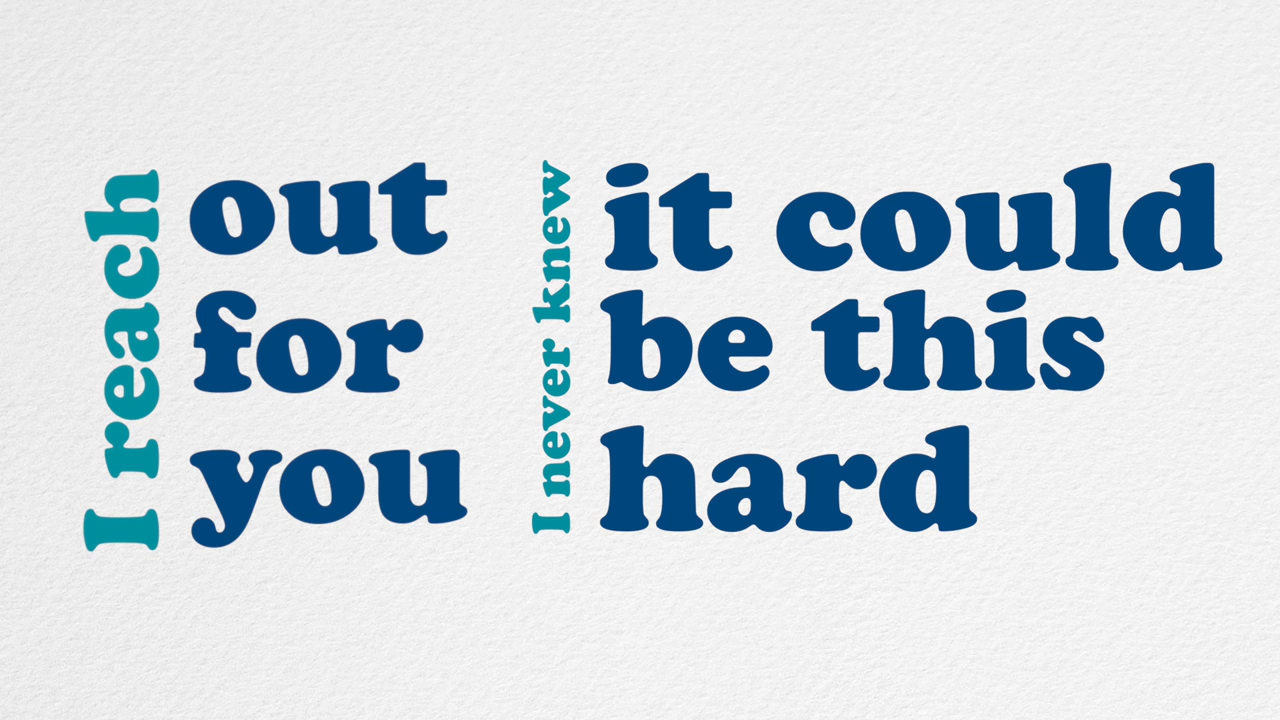 I reach
out
for
you
I never knew
it could
be this
hard